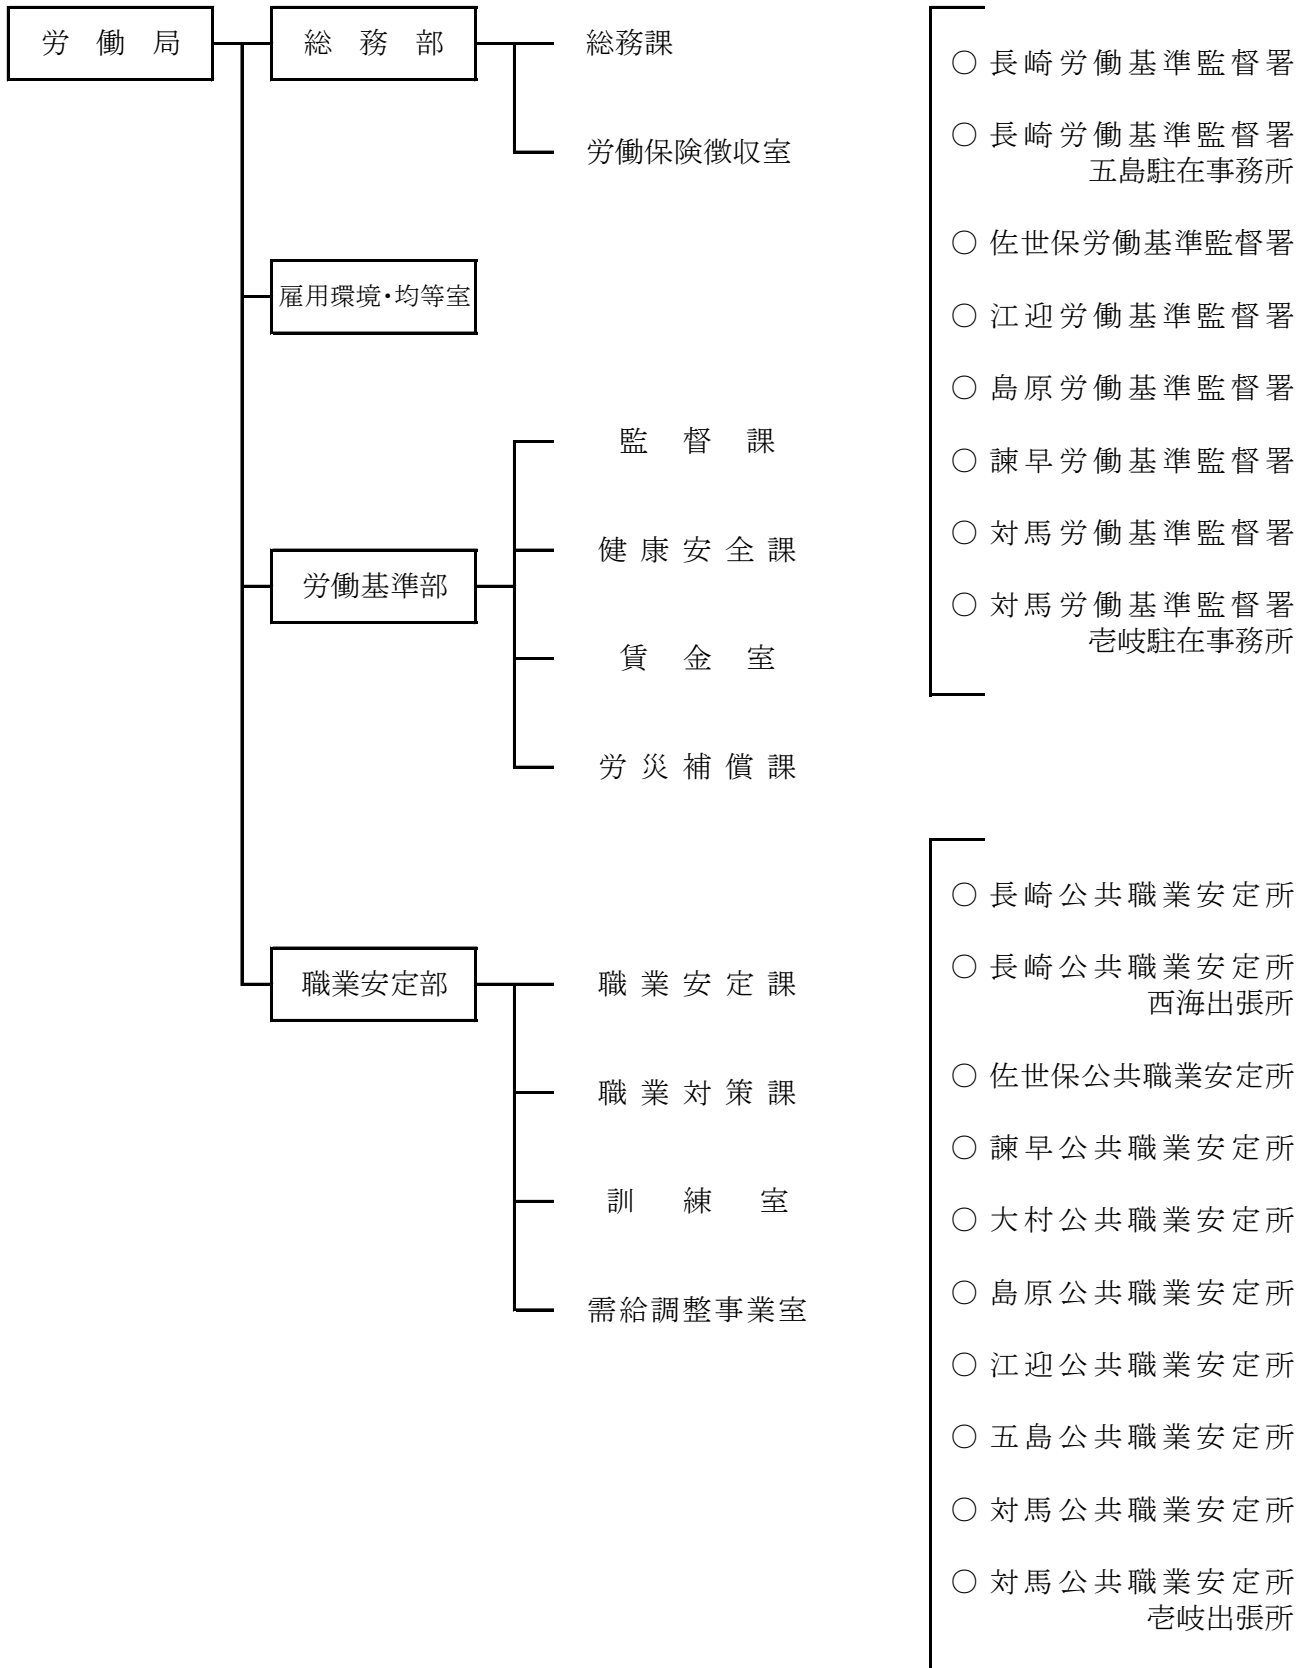 労働局
総務部
総務課
労働保険徴収室
雇用環境・均等室
労働基準部
監督課
健康安全課
賃金室
労災補償課
職業安定部
職業安定課
職業対策課
訓練室
需給調整事業室
○ 長崎労働基準監督署
○ 長崎労働基準監督署
五島駐在事務所
○ 佐世保労働基準監督署
○ 江迎労働基準監督署
○ 島原労働基準監督署
○ 諫早労働基準監督署
○ 対馬労働基準監督署
○ 対馬労働基準監督署
壱岐駐在事務所
○ 長崎公共職業安定所
○ 長崎公共職業安定所
西海出張所
○ 佐世保公共職業安定所
○ 諫早公共職業安定所
○ 大村公共職業安定所
○ 島原公共職業安定所
○ 江迎公共職業安定所
○ 五島公共職業安定所
○ 対馬公共職業安定所
○ 対馬公共職業安定所
壱岐出張所